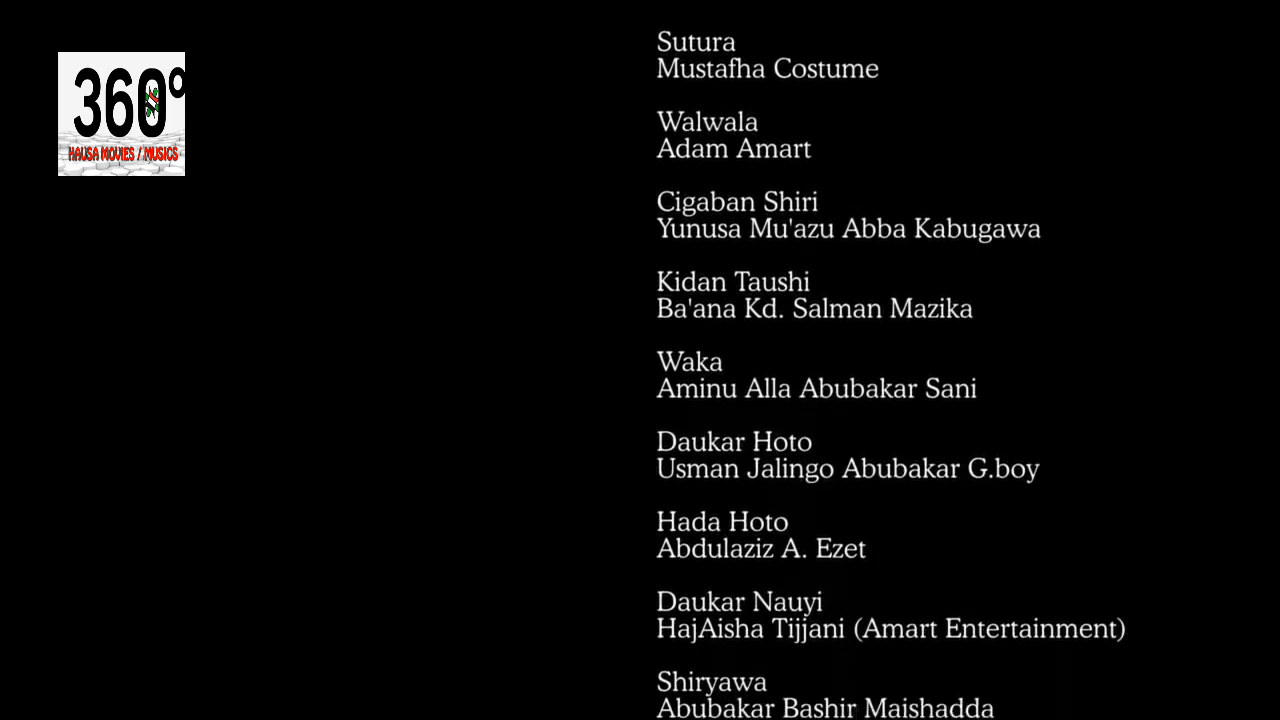 360°
HAUSA MOVIES / MUSICS
Sutura
Mustafha Costume
Walwala
Adam Amart
Cigaban Shiri
Yunusa Mu'azu Abba Kabugawa
Kidan Taushi
Ba'ana Kd. Salman Mazika
Waka
Aminu Alla Abubakar Sani
Daukar Hoto
Usman Jalingo Abubakar G.boy
Hada Hoto
Abdulaziz A. Ezet
Daukar Nauyi
HajAisha Tijjani (Amart Entertainment)
Shiryawa
Abubakar Bashir Maishadda